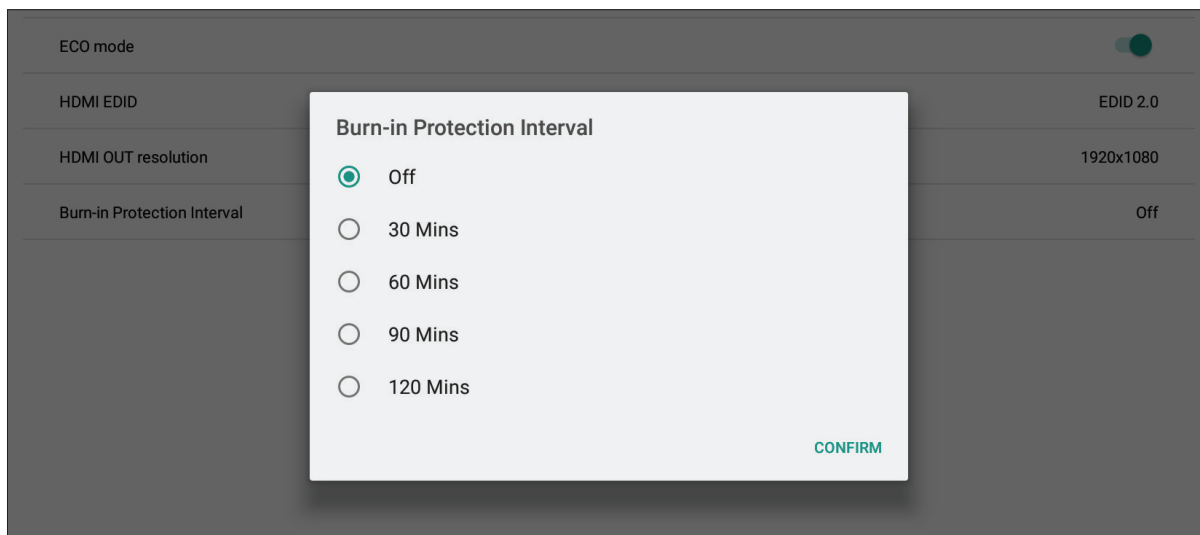 ECO mode
HDMI EDID
EDID 2.0
HDMI OUT resolution
1920x1080
Burn-in Protection Interval
Off
Burn-in Protection Interval
Off
30 Mins
60 Mins
90 Mins
120 Mins
CONFIRM